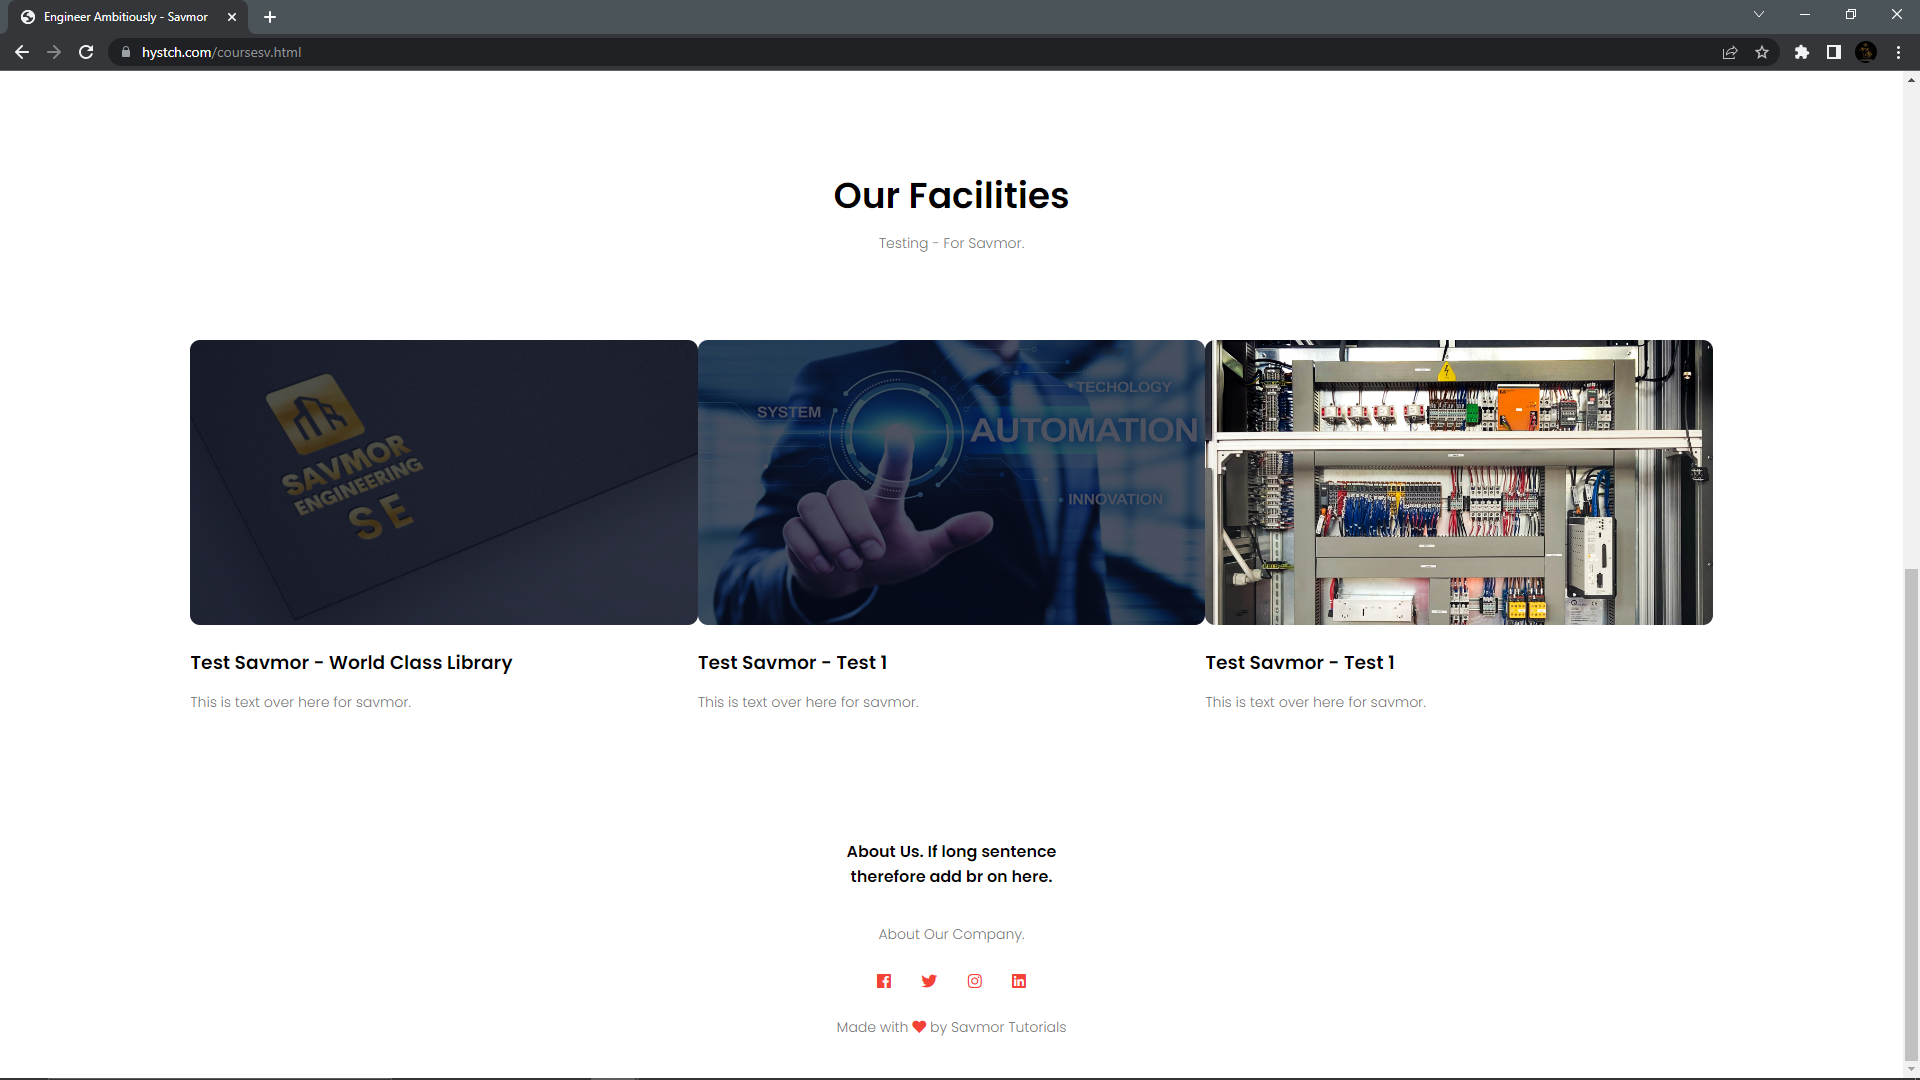 Engineer Ambitiously - Savmor
hystch.com/coursesv.html
Our Facilities
Testing - For Savmor.
SAVMOR
ENGINEERING
SE
SYSTEM
TECHOLOGY
AUTOMATION
INNOVATION
Test Savmor - World Class Library
Test Savmor - Test 1
Test Savmor - Test 1
This is text over here for savmor.
This is text over here for savmor.
This is text over here for savmor.
About Us. If long sentence
therefore add br on here.
About Our Company.
Made with ❤ by Savmor Tutorials